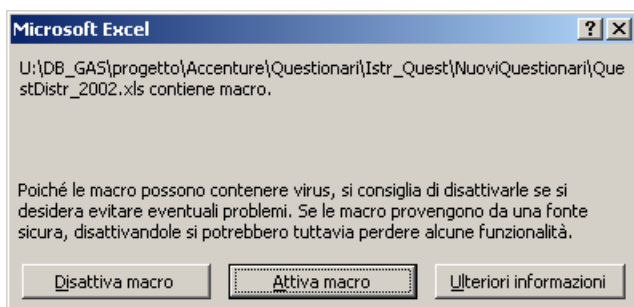 Microsoft Excel
U:\DB_GAS\progetto\Accenture\Questionari\Istr_Quest\NuoviQuestionari\Que
stDistr_2002.xls contiene macro.
Poiché le macro possono contenere virus, si consiglia di disattivarle se si
desidera evitare eventuali problemi. Se le macro provengono da una fonte
sicura, disattivandole si potrebbero tuttavia perdere alcune funzionalità.
Disattiva macro Attiva macro Ulteriori informazioni